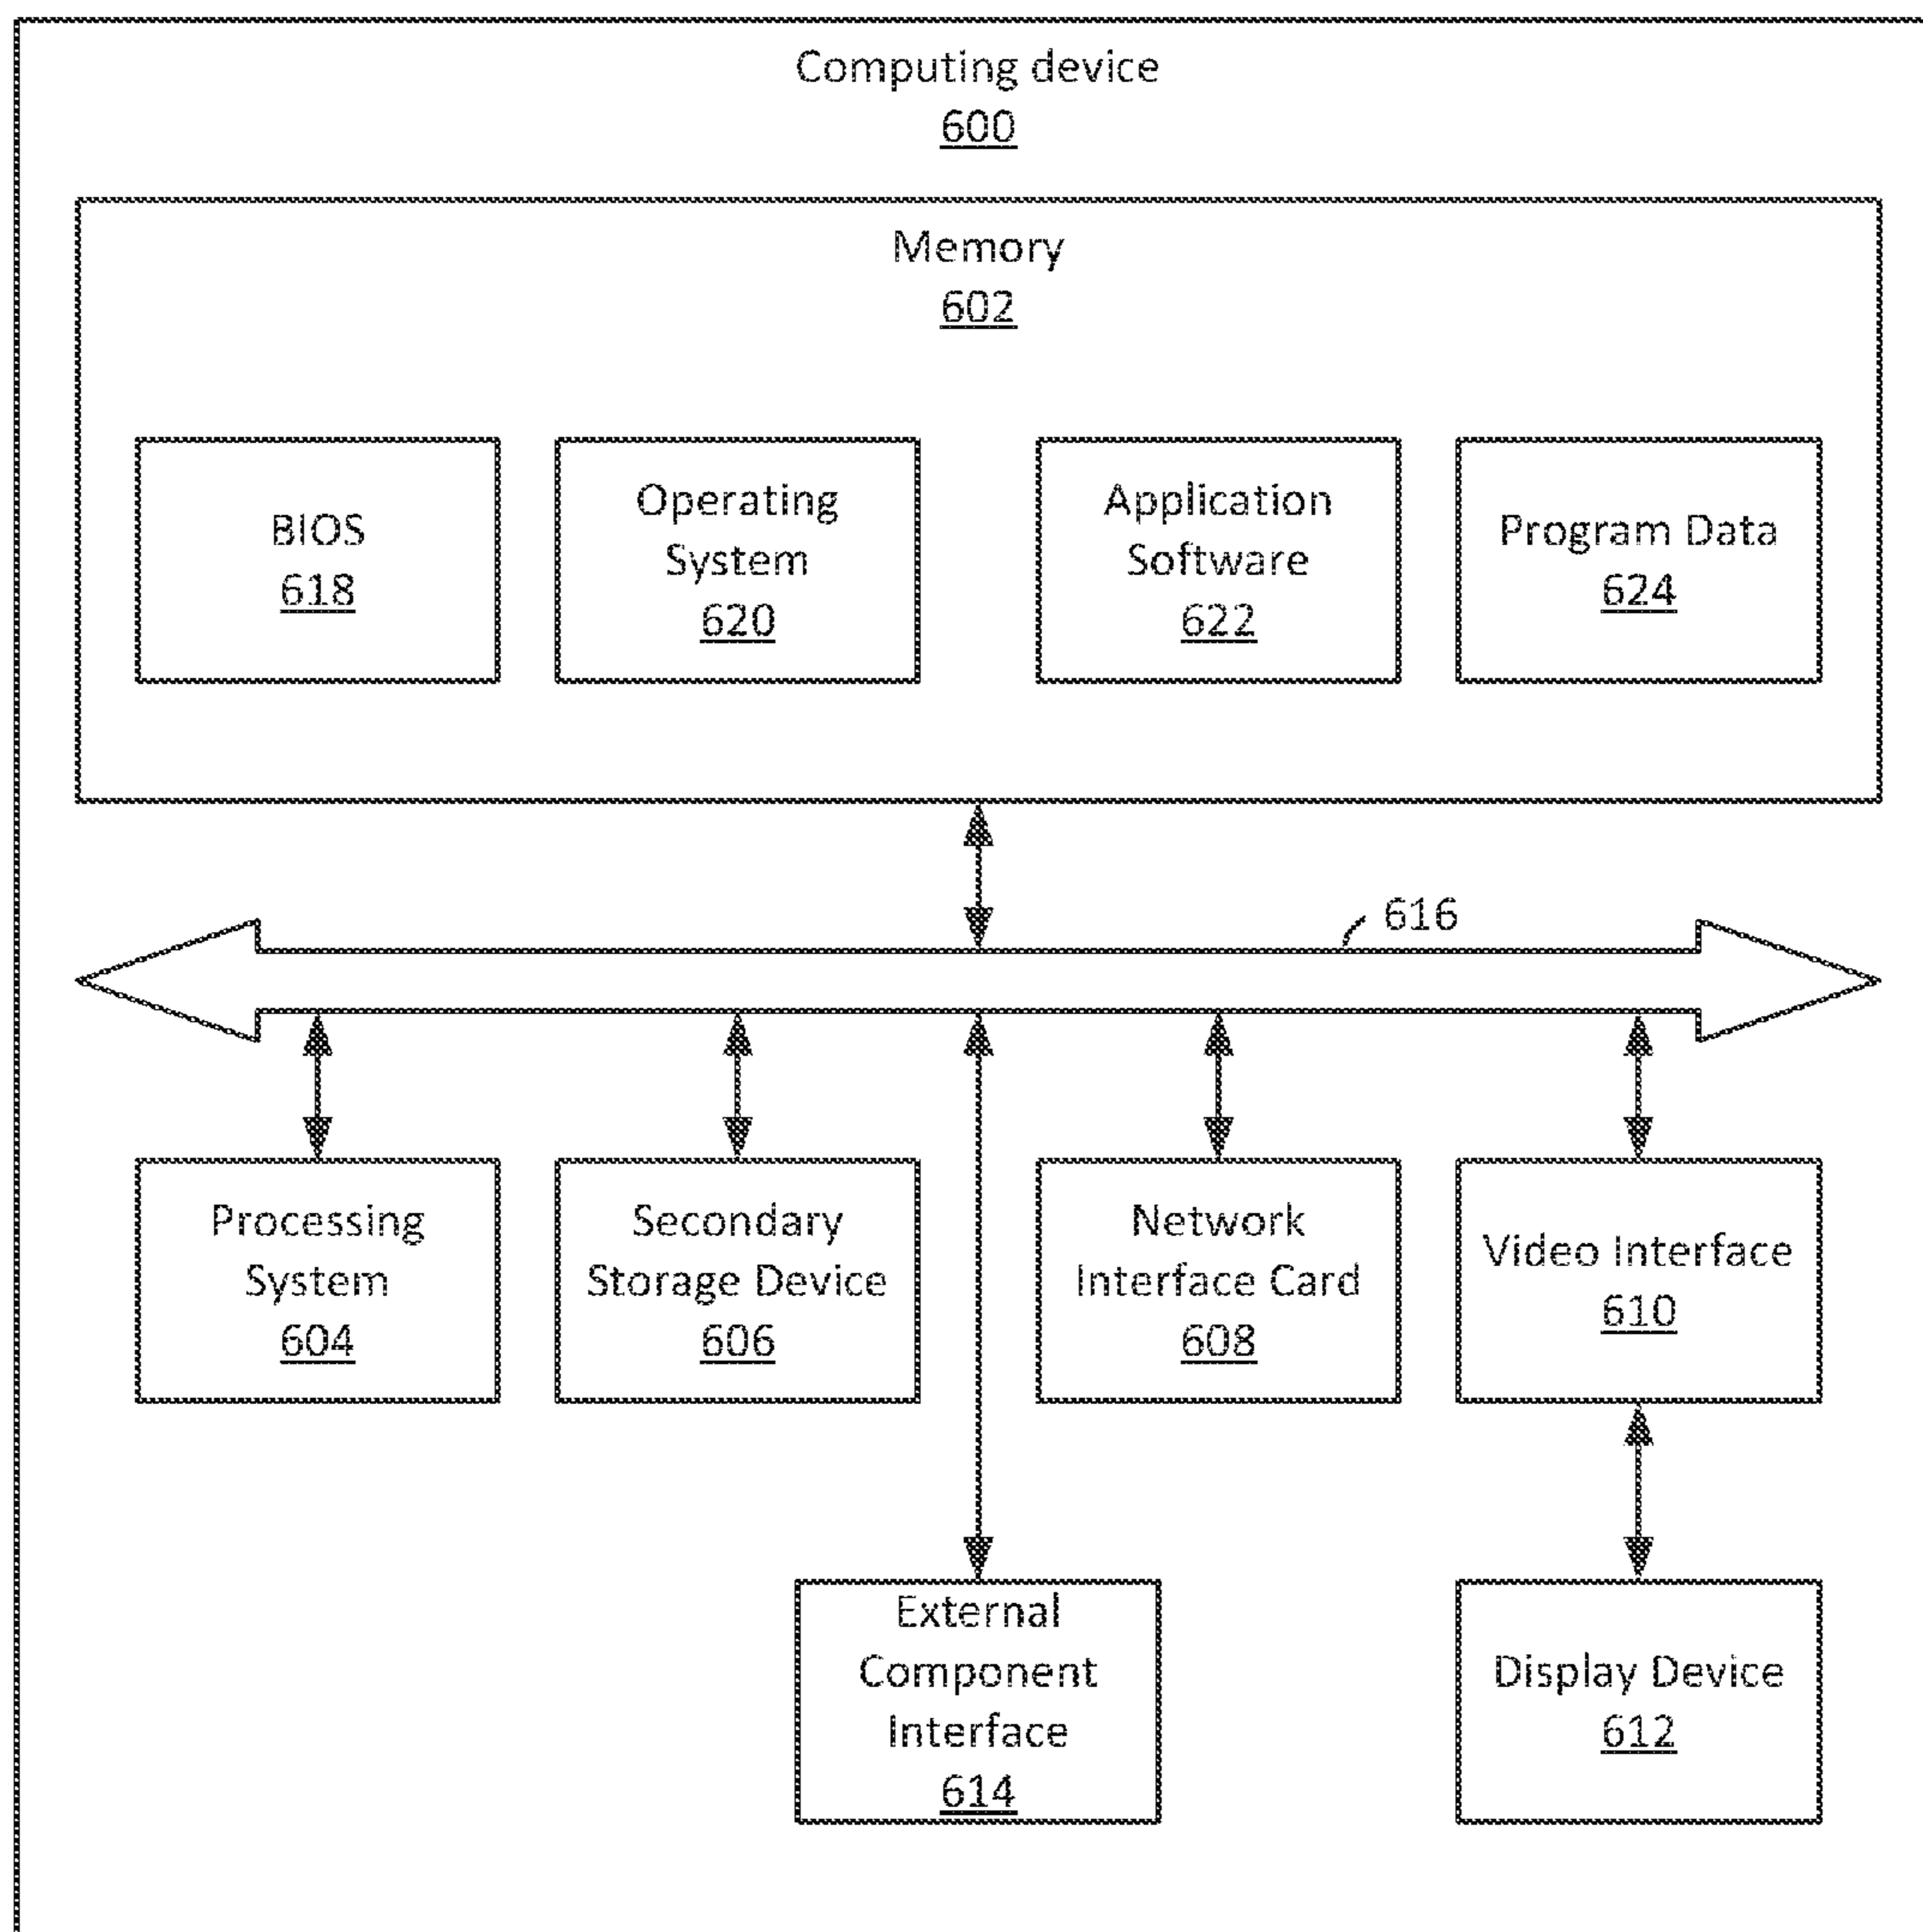 Computing device
600
Memory
602
BIOS
618
Operating
System
620
Application
Software
622
Program Data
624
616
Processing
System
604
Secondary
Storage Device
606
Network
Interface Card
608
Video Interface
610
External
Component
Interface
614
Display Device
612